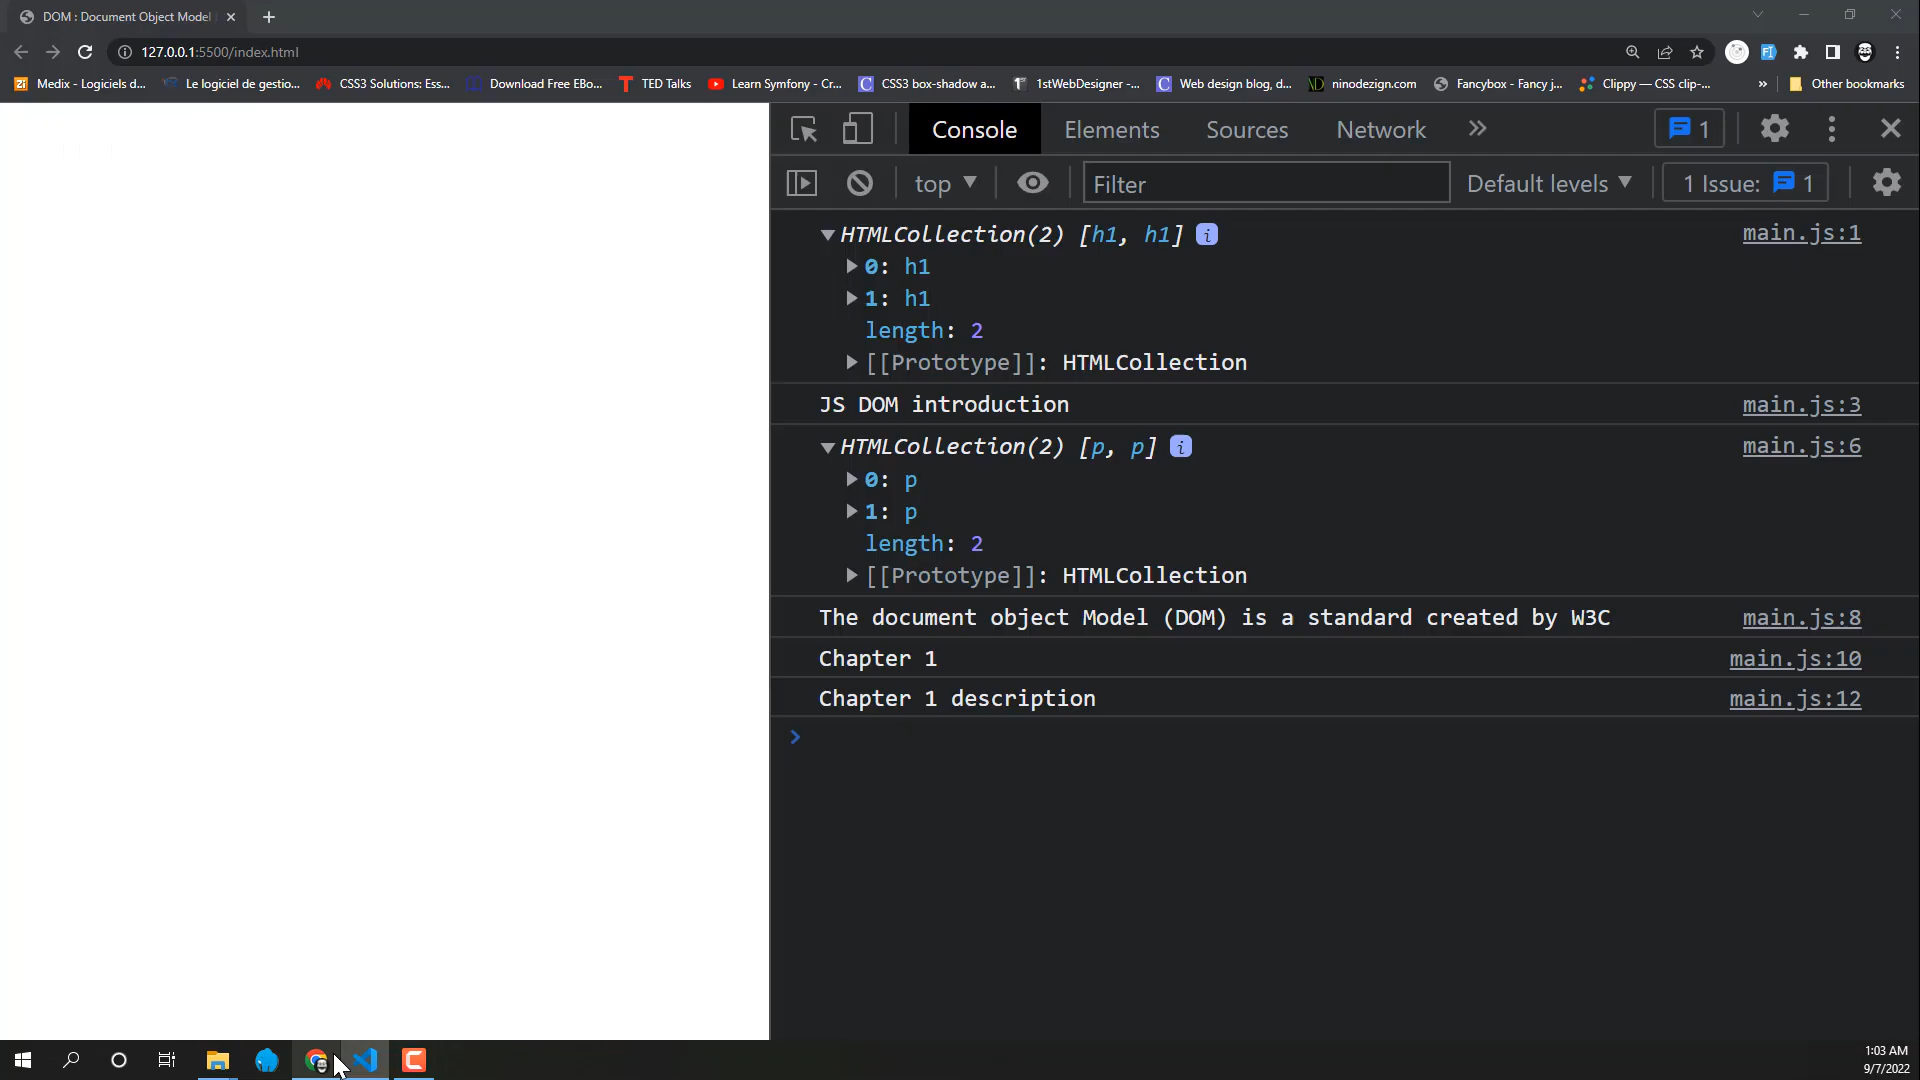 DOM : Document Object Model
127.0.0.1:5500/index.html
Medix - Logiciels d... Le logiciel de gestio... CSS3 Solutions: Ess... Download Free EBo... TED Talks Learn Symfony - Cr... CSS3 box-shadow a... 1stWebDesigner -... Web design blog, d... ninodezign.com Fancybox - Fancy j... Clippy — CSS clip-... » Other bookmarks
Console Elements Sources Network » 1
top Filter Default levels 1 Issue: 1
HTMLCollection(2) [h1, h1] i main.js:1
0: h1
1: h1
length: 2
[[Prototype]]: HTMLCollection
JS DOM introduction main.js:3
HTMLCollection(2) [p, p] i main.js:6
0: p
1: p
length: 2
[[Prototype]]: HTMLCollection
The document object Model (DOM) is a standard created by W3C main.js:8
Chapter 1 main.js:10
Chapter 1 description main.js:12
1:03 AM
9/7/2022